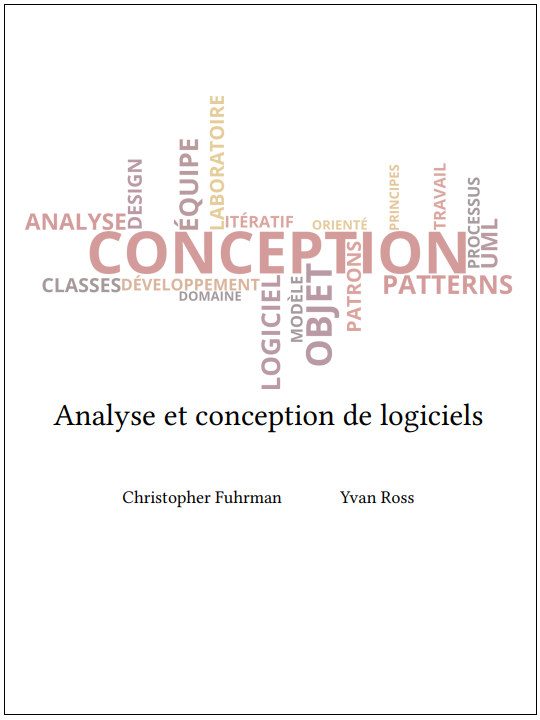 LABORATOIRE
ÉQUIPE
DESIGN
PRINCIPES
TRAVAIL
PROCESSUS
ANALYSE
ITÉRATIF
ORIENTÉ
UML
CONCEPTION
CLASSES
DÉVELOPPEMENT
DOMAINE
LOGICIEL
MODÈLE
OBJET
PATRONS
PATTERNS
Analyse et conception de logiciels
Christopher Fuhrman Yvan Ross